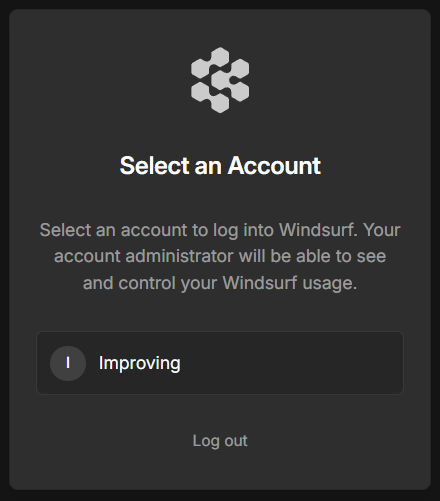 Select an Account
Select an account to log into Windsurf. Your
account administrator will be able to see
and control your Windsurf usage.
I Improving
Log out